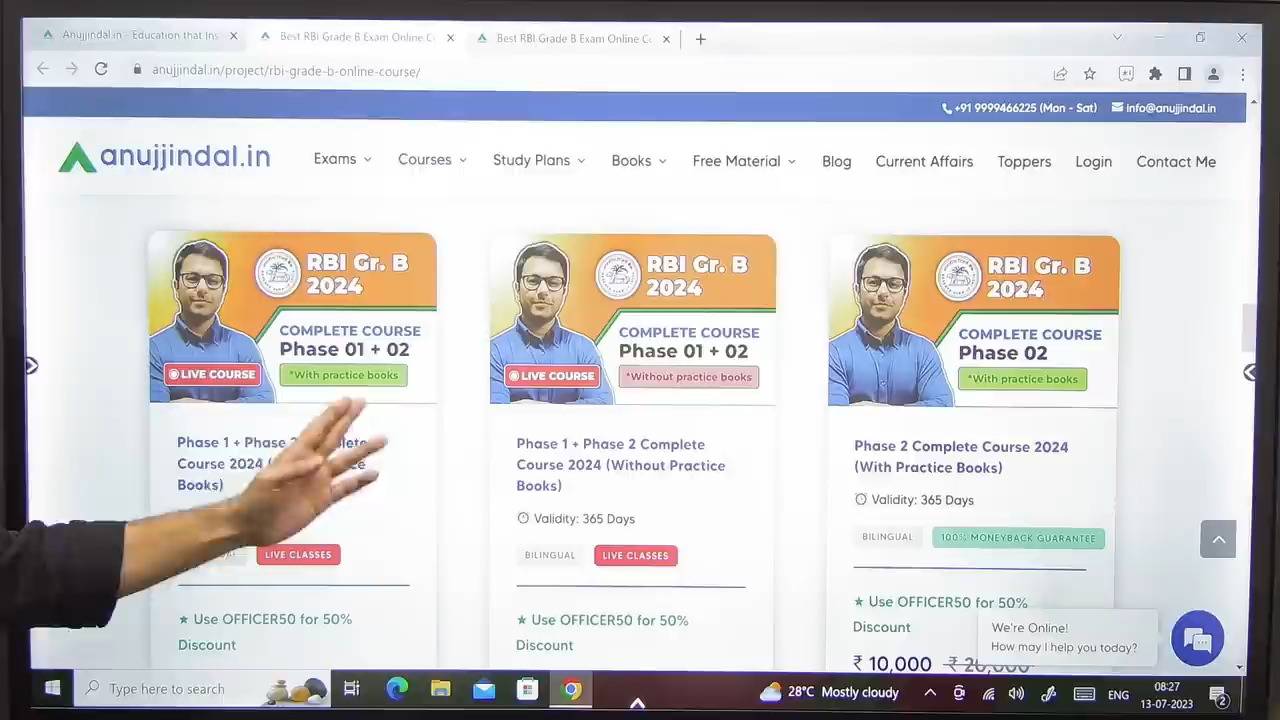 Anujjindal.in - Education that Ins
Best RBI Grade B Exam Online C
Best RBI Grade B Exam Online Co
anujjindal.in/project/rbi-grade-b-online-course/
+91 9999466225 (Mon - Sat) info@anujjindal.in
anujjindal.in
Exams Courses Study Plans Books Free Material Blog Current Affairs Toppers Login Contact Me
RBI Gr. B
2024
COMPLETE COURSE
Phase 01 + 02
LIVE COURSE
*With practice books
Phase 1 + Phase
Course 2024
Books)
LIVE CLASSES
★ Use OFFICER50 for 50%
Discount
RBI Gr. B
2024
COMPLETE COURSE
Phase 01 + 02
LIVE COURSE
*Without practice books
Phase 1 + Phase 2 Complete
Course 2024 (Without Practice
Books)
Validity: 365 Days
BILINGUAL LIVE CLASSES
★ Use OFFICER50 for 50%
Discount
RBI Gr. B
2024
COMPLETE COURSE
Phase 02
*With practice books
Phase 2 Complete Course 2024
(With Practice Books)
Validity: 365 Days
BILINGUAL 100% MONEYBACK GUARANTEE
★ Use OFFICER50 for 50%
Discount
₹ 10,000 ₹ 20,000
We're Online!
How may I help you today?
Type here to search
28°C Mostly cloudy
ENG
08:27
13-07-2023
2